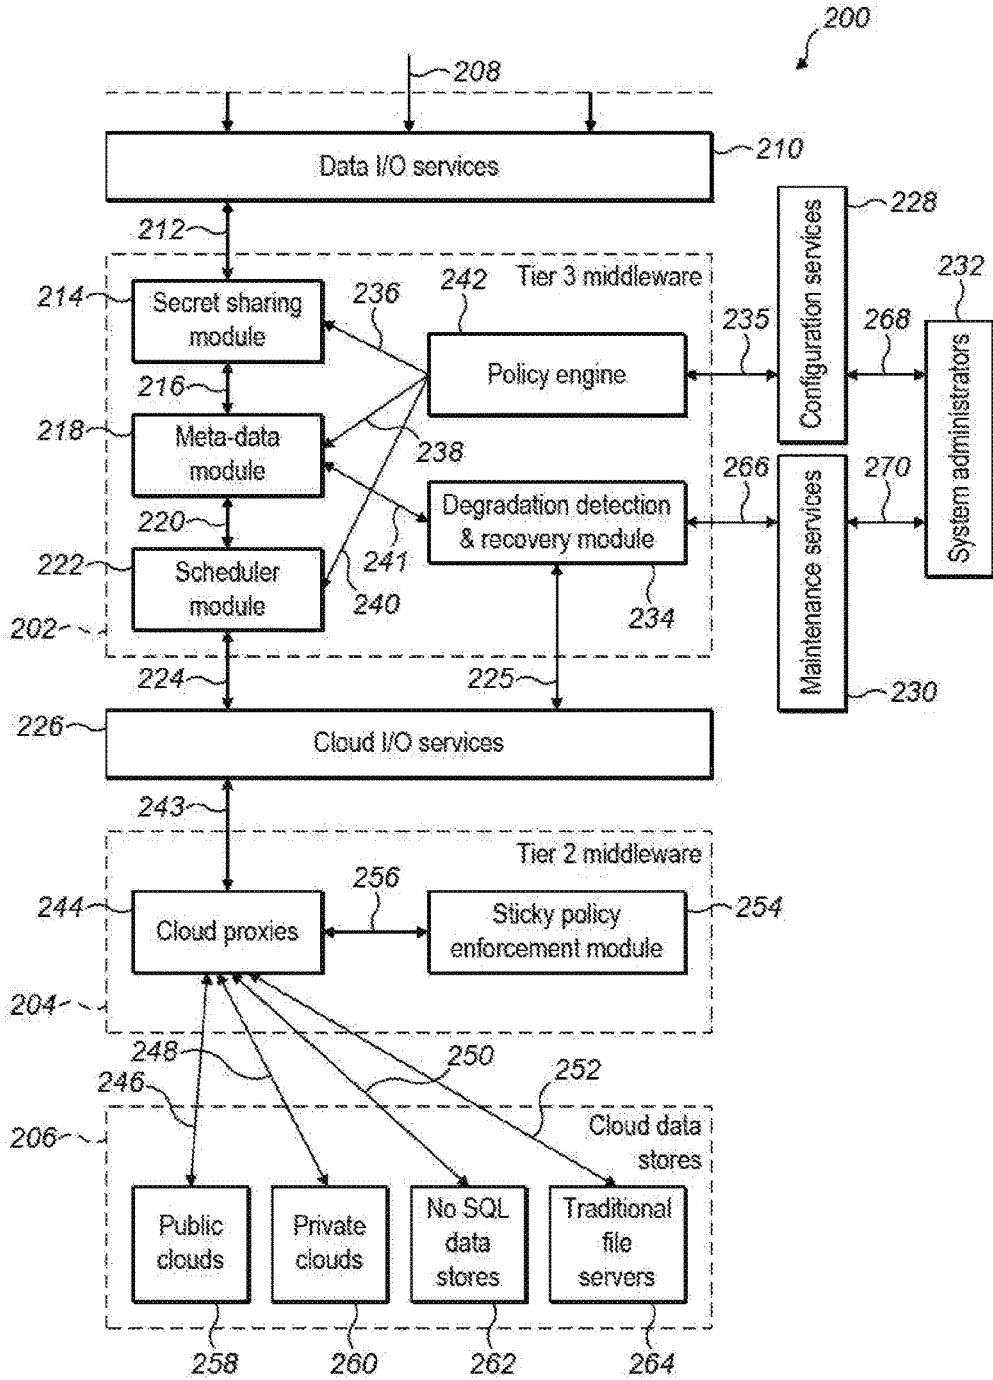 200
208
Data I/O services
210
212
228
Tier 3 middleware
232
214
Secret sharing
module
236
242
235
Configuration services
268
Policy engine
216
System administrators
218
Meta-data
module
238
266
270
Degradation detection
& recovery module
220
241
222
Scheduler
module
240
234
Maintenance services
202
224
225
230
226
Cloud I/O services
243
Tier 2 middleware
244
Cloud proxies
256
Sticky policy
enforcement module
254
204
248
250
252
246
206
Cloud data
stores
Public
clouds
Private
clouds
No SQL
data
stores
Traditional
file
servers
258
260
262
264